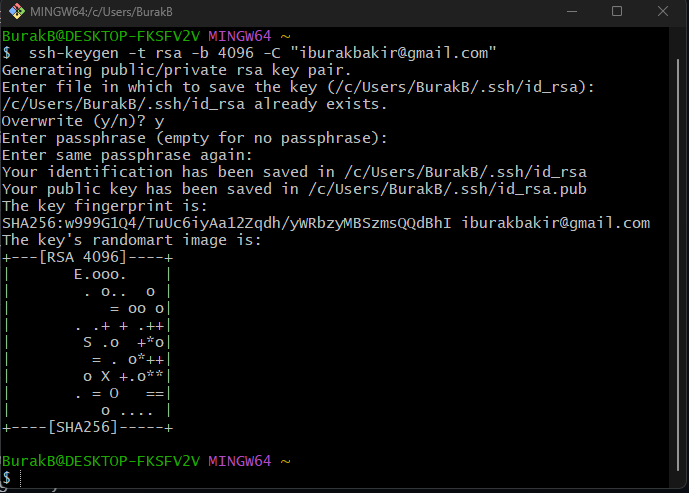 MINGW64:/c/Users/BurakB
BurakB@DESKTOP-FKSFV2V MINGW64 ~
$  ssh-keygen -t rsa -b 4096 -C "iburakbakir@gmail.com"
Generating public/private rsa key pair.
Enter file in which to save the key (/c/Users/BurakB/.ssh/id_rsa):
/c/Users/BurakB/.ssh/id_rsa already exists.
Overwrite (y/n)? y
Enter passphrase (empty for no passphrase):
Enter same passphrase again:
Your identification has been saved in /c/Users/BurakB/.ssh/id_rsa
Your public key has been saved in /c/Users/BurakB/.ssh/id_rsa.pub
The key fingerprint is:
SHA256:w999G1Q4/TuUc6iyAa12Zqdh/yWRbzyMBSzmsQQdBhI iburakbakir@gmail.com
The key's randomart image is:
+---[RSA 4096]----+
|       E.ooo.    |
|        . o..  o |
|           = oo o|
|       . .+ + .++|
|        S .o  +*o|
|         = . o*++|
|        o X +.o**|
|       . = O   ==|
|          o .... |
+----[SHA256]-----+
BurakB@DESKTOP-FKSFV2V MINGW64 ~
$